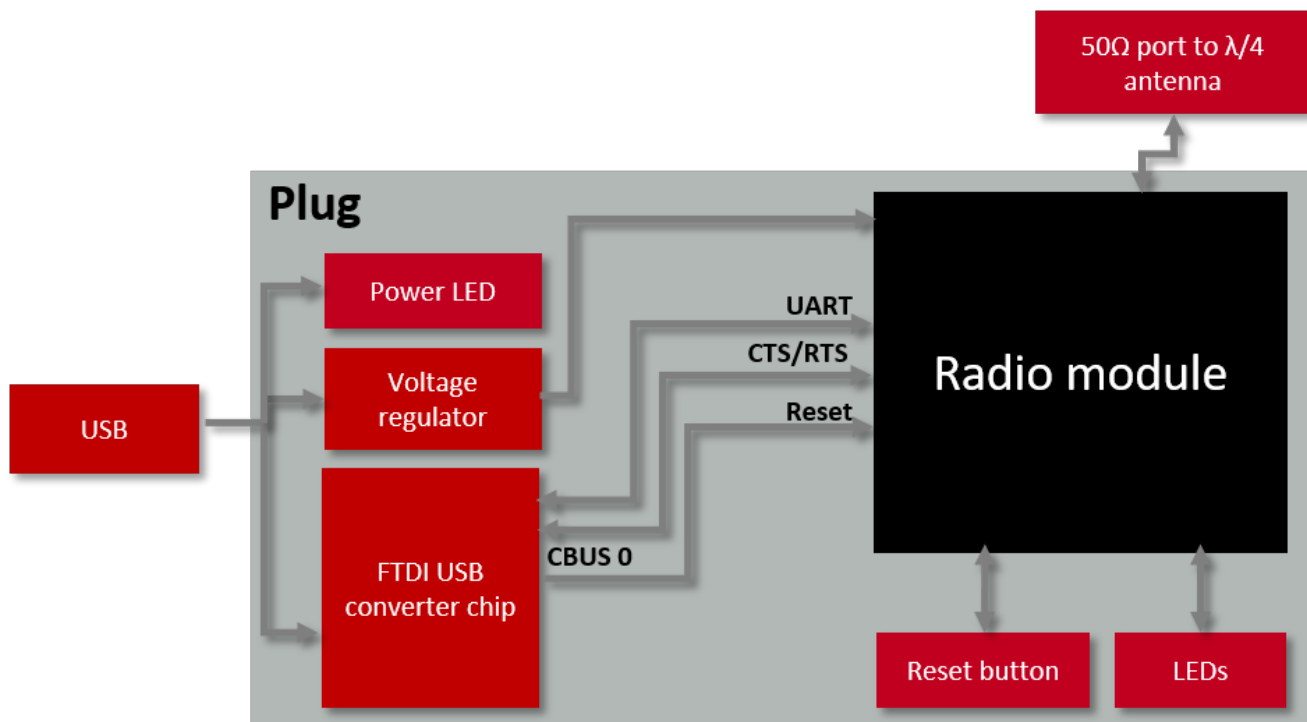 50Ω port to λ/4
antenna
Plug
Power LED
UART
CTS/RTS
Voltage
regulator
Radio module
USB
Reset
CBUS 0
FTDI USB
converter chip
Reset button
LEDs